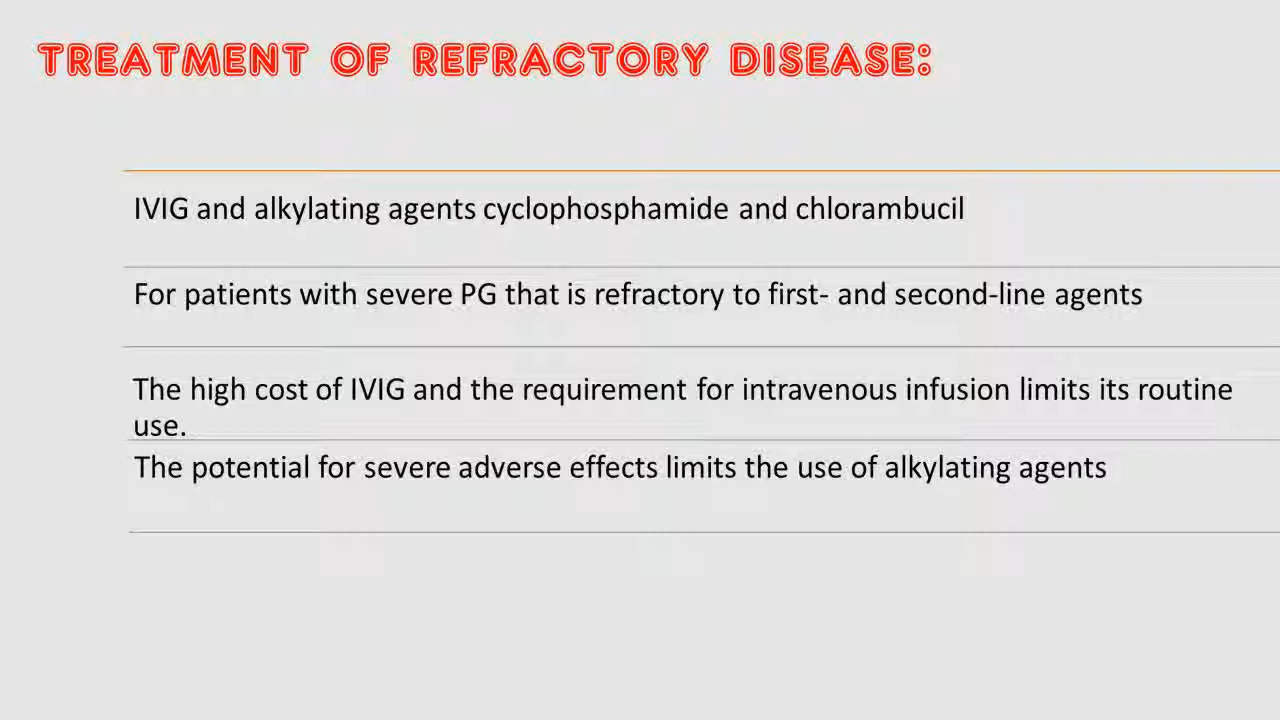 TREATMENT OF REFRACTORY DISEASE:
IVIG and alkylating agents cyclophosphamide and chlorambucil
For patients with severe PG that is refractory to first- and second-line agents
The high cost of IVIG and the requirement for intravenous infusion limits its routine
use.
The potential for severe adverse effects limits the use of alkylating agents